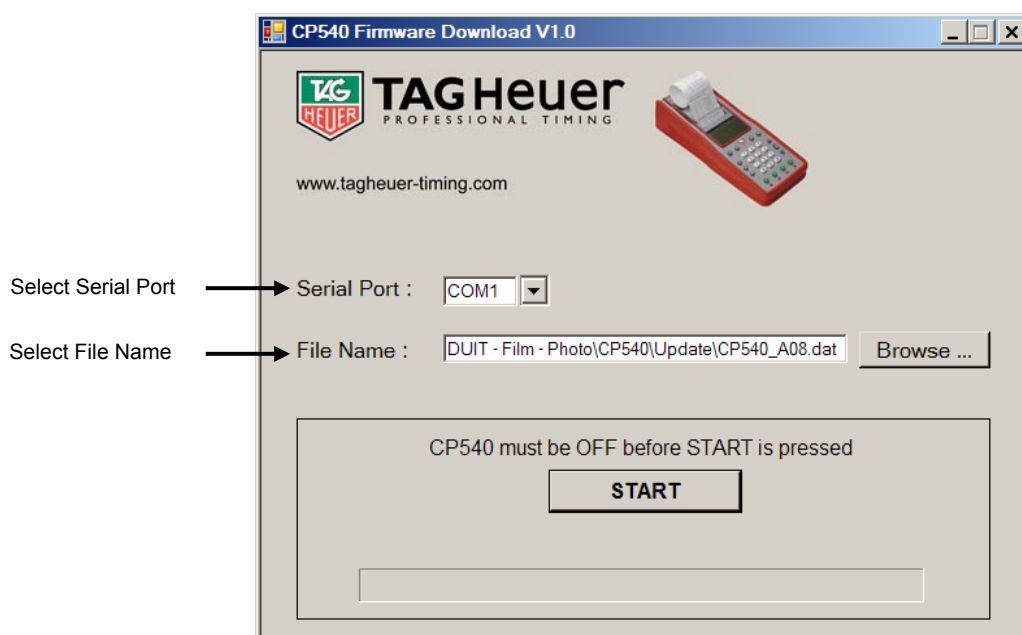 CP540 Firmware Download V1.0
TAG
HEUER
TAG Heuer
PROFESSIONAL TIMING
www.tagheuer-timing.com
Select Serial Port
Serial Port :
COM1
Select File Name
File Name :
DUIT - Film - Photo\CP540\Update\CP540_A08.dat
Browse ...
CP540 must be OFF before START is pressed
START